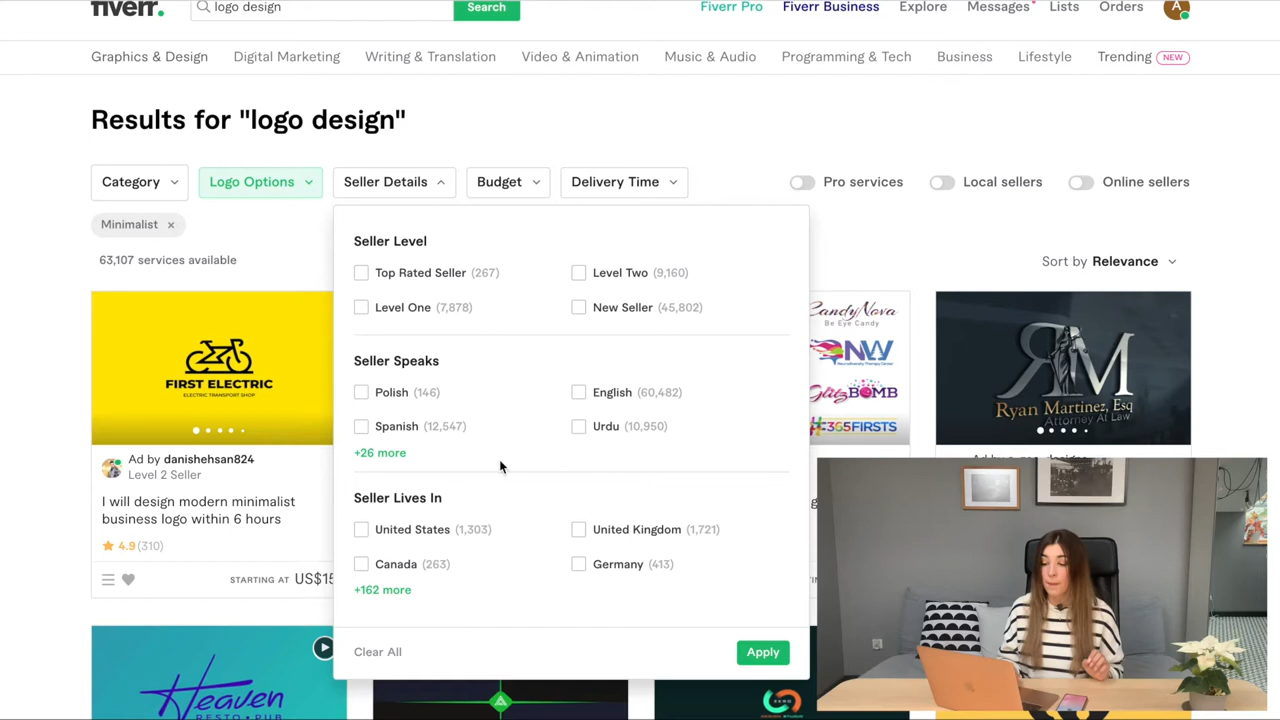 fiverr.
logo design
Search
Fiverr Pro
Fiverr Business
Explore
Messages
Lists
Orders
A
Graphics & Design
Digital Marketing
Writing & Translation
Video & Animation
Music & Audio
Programming & Tech
Business
Lifestyle
Trending
NEW
Results for "logo design"
Category
Logo Options
Seller Details
Budget
Delivery Time
Pro services
Local sellers
Online sellers
Minimalist ×
63,107 services available
Sort by Relevance
Seller Level
Top Rated Seller (267)
Level Two (9,160)
Level One (7,878)
New Seller (45,802)
Seller Speaks
Polish (146)
English (60,482)
Spanish (12,547)
Urdu (10,950)
+26 more
Seller Lives In
United States (1,303)
United Kingdom (1,721)
Canada (263)
Germany (413)
+162 more
Clear All
Apply
FIRST ELECTRIC
ELECTRIC TRANSPORT SHOP
Ad by danishehsan824
Level 2 Seller
I will design modern minimalist
business logo within 6 hours
4.9 (310)
STARTING AT US$15
CandyNova
Be Eye Candy
NW
GlitzBOMB
#365FIRSTS
RM
Ryan Martinez, Esq
Attorney At Law
Heaven
RESTO • PUB